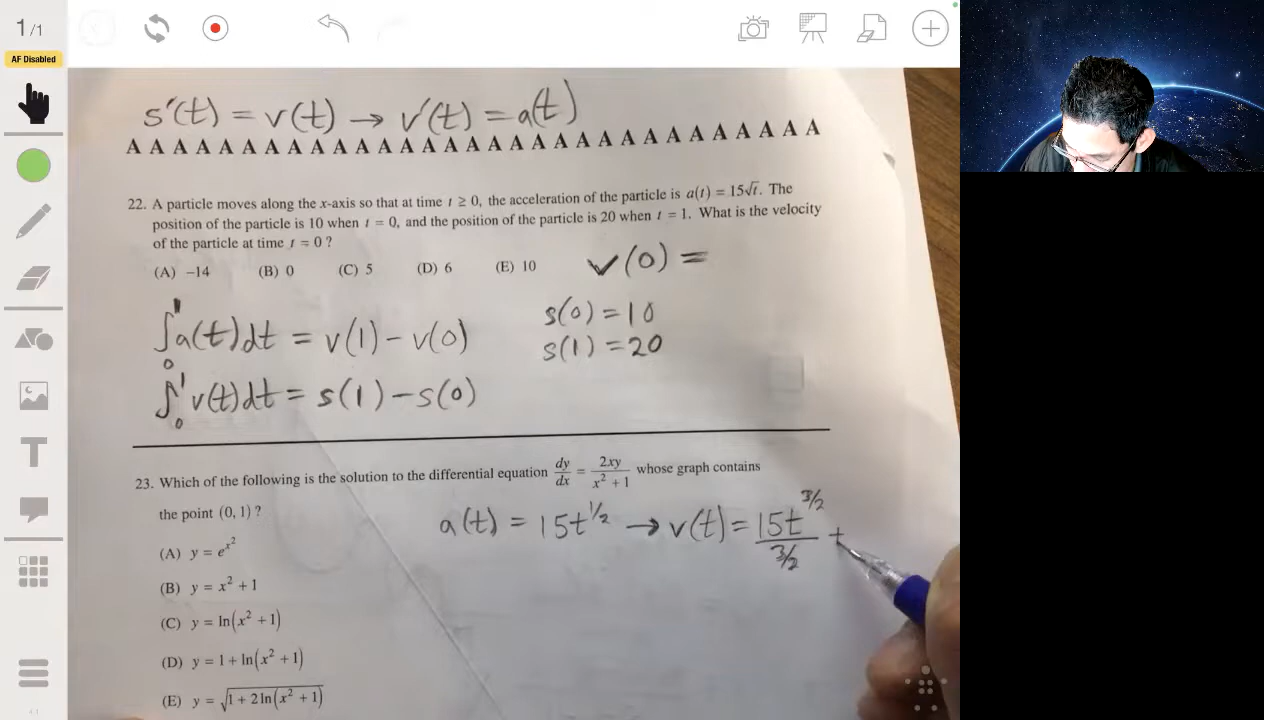 1/1
AF Disabled
s'(t) = v(t) → v'(t) = a(t)
A A A A A A A A A A A A A A A A A A A A A A A A A A A A A A
22. A particle moves along the x-axis so that at time t ≥ 0, the acceleration of the particle is a(t) = 15√t. The
position of the particle is 10 when t = 0, and the position of the particle is 20 when t = 1. What is the velocity
of the particle at time t = 0 ?
(A) −14 (B) 0 (C) 5 (D) 6 (E) 10
v(0) =
∫₀¹ a(t)dt = v(1) − v(0)
s(0) = 10
s(1) = 20
∫₀¹ v(t)dt = s(1) − s(0)
23. Which of the following is the solution to the differential equation dy/dx = 2xy/(x² + 1) whose graph contains
the point (0, 1) ?
a(t) = 15t^1/2 → v(t) = 15t^3/2 / 3/2 +
(A) y = e^x²
(B) y = x² + 1
(C) y = ln(x² + 1)
(D) y = 1 + ln(x² + 1)
(E) y = √(1 + 2 ln(x² + 1))
T